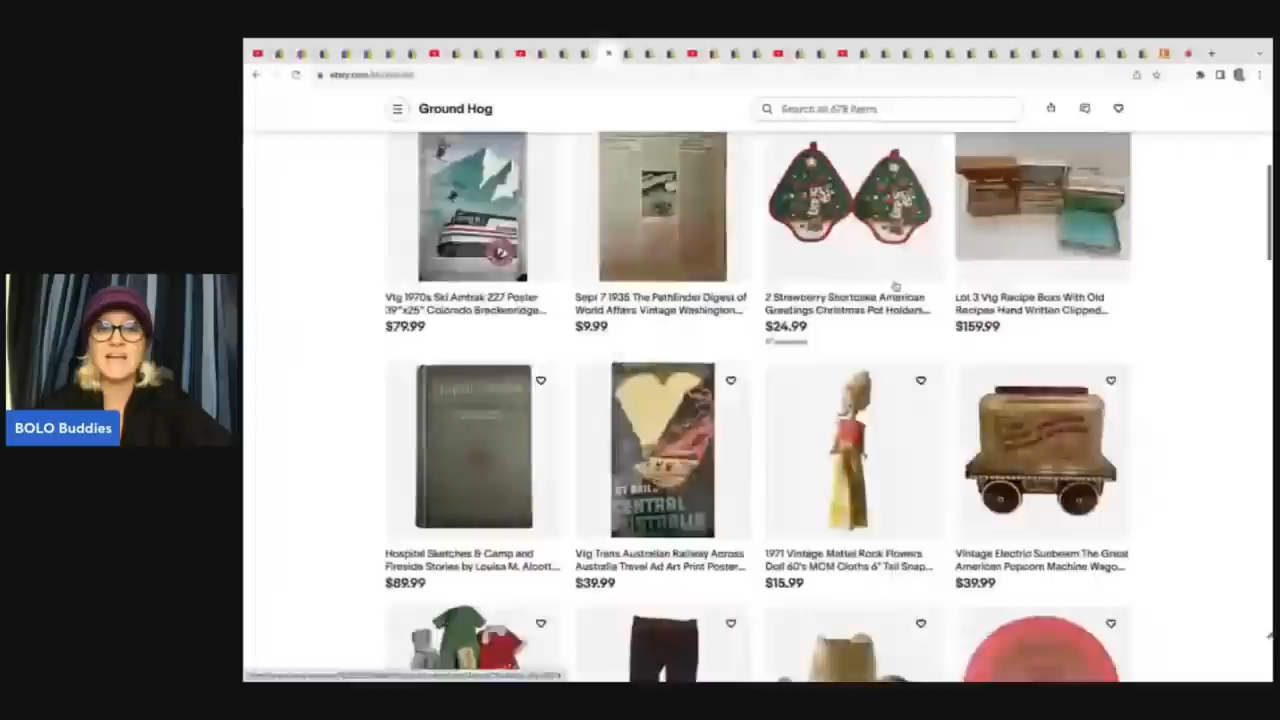 Ground Hog
Search all 678 items
Vtg 1970s Ski Amtrak 227 Poster
39"x25" Colorado Breckenridge...
$79.99
Sept 7 1935 The Pathfinder Digest of
World Affairs Vintage Washington...
$9.99
2 Strawberry Shortcake American
Greetings Christmas Pot Holders...
$24.99
Lot 3 Vtg Recipe Boxs With Old
Recipes Hand Written Clipped...
$159.99
Hospital Sketches & Camp and
Fireside Stories by Louisa M. Alcott...
$89.99
CENTRAL
AUSTRALIA
Vtg Trans Australian Railway Across
Australia Travel Ad Art Print Poster...
$39.99
1971 Vintage Mattel Rock Flowers
Doll 60's MCM Cloths 6" Tall Snap...
$15.99
Vintage Electric Sunbeam The Great
American Popcorn Machine Wago...
$39.99
BOLO Buddies